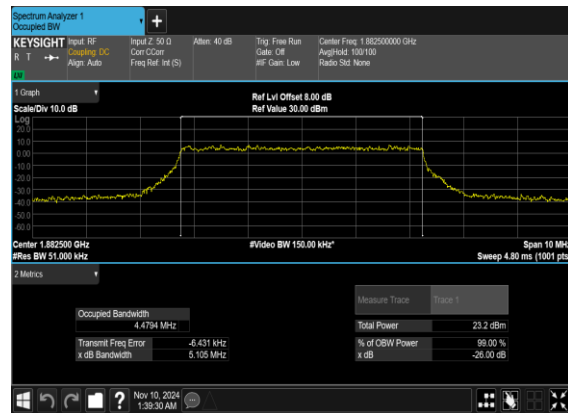 Spectrum Analyzer 1
Occupied BW
+
KEYSIGHT Input: RF Input Z: 50 Ω Atten: 40 dB Trig: Free Run Center Freq: 1.882500000 GHz
R T Coupling: DC Corr CCorr Gate: Off Avg|Hold: 100/100
Align: Auto Freq Ref: Int (S) #IF Gain: Low Radio Std: None
LXI
1 Graph
Ref Lvl Offset 8.00 dB
Scale/Div 10.0 dB Ref Value 30.00 dBm
Log
20.0
10.0
0.00
-10.0
-20.0
-30.0
-40.0
-50.0
-60.0
Center 1.882500 GHz #Video BW 150.00 kHz* Span 10 MHz
#Res BW 51.000 kHz Sweep 4.80 ms (1001 pts)
2 Metrics
Measure Trace Trace 1
Occupied Bandwidth
4.4794 MHz Total Power 23.2 dBm
Transmit Freq Error -6.431 kHz % of OBW Power 99.00 %
x dB Bandwidth 5.105 MHz x dB -26.00 dB
? Nov 10, 2024
1:39:30 AM